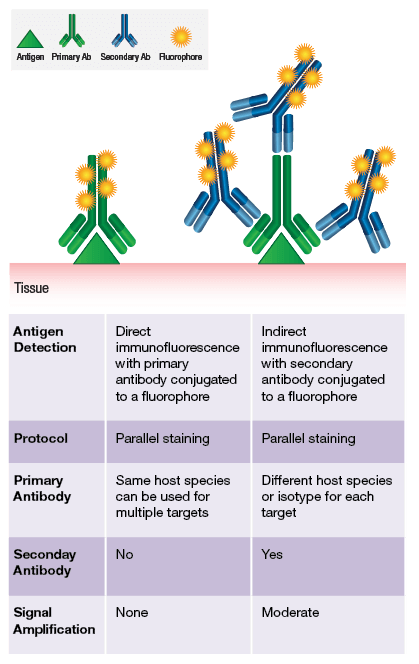 Antigen Primary Ab Secondary Ab Fluorophore
Tissue
Antigen
Detection
Direct
immunofluorescence
with primary
antibody conjugated
to a fluorophore
Indirect
immunofluorescence
with secondary
antibody conjugated
to a fluorophore
Protocol
Parallel staining
Parallel staining
Primary
Antibody
Same host species
can be used for
multiple targets
Different host species
or isotype for each
target
Seconday
Antibody
No
Yes
Signal
Amplification
None
Moderate